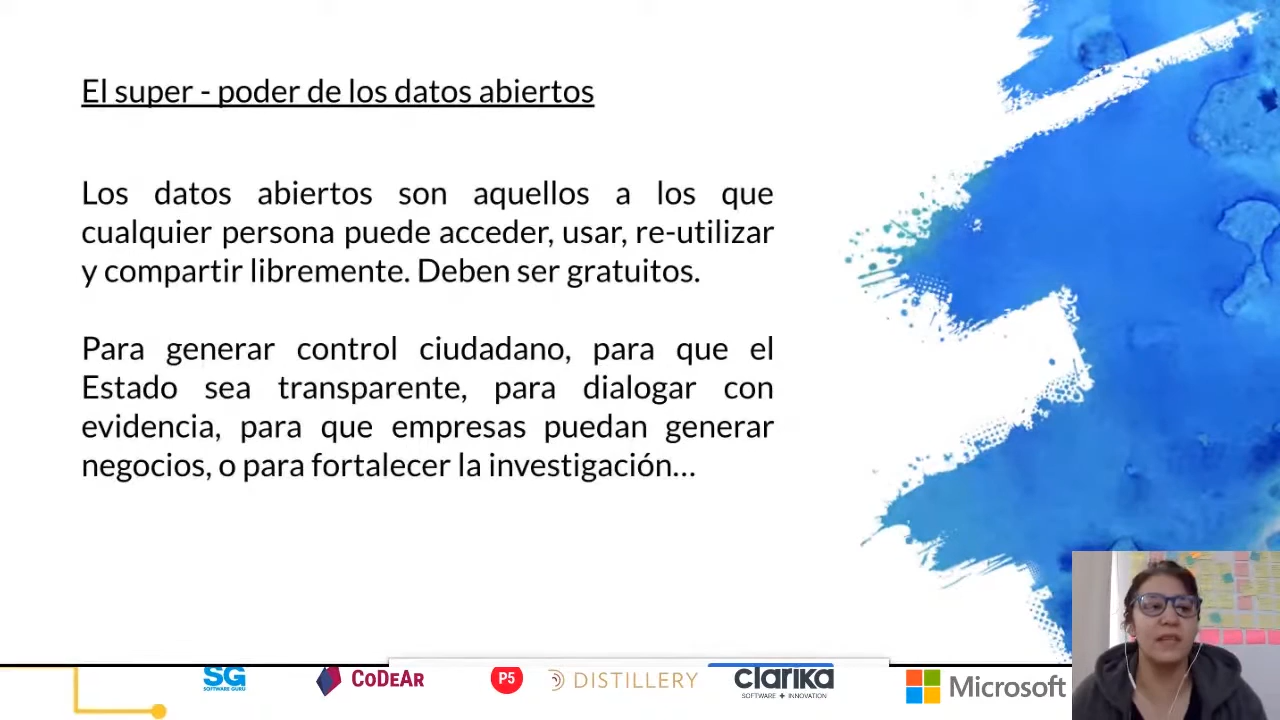 El super - poder de los datos abiertos
Los datos abiertos son aquellos a los que
cualquier persona puede acceder, usar, re-utilizar
y compartir libremente. Deben ser gratuitos.
Para generar control ciudadano, para que el
Estado sea transparente, para dialogar con
evidencia, para que empresas puedan generar
negocios, o para fortalecer la investigación...
SG
SOFTWARE GURU
CODEAR
P5
DISTILLERY
clarika
SOFTWARE + INNOVATION
Microsoft